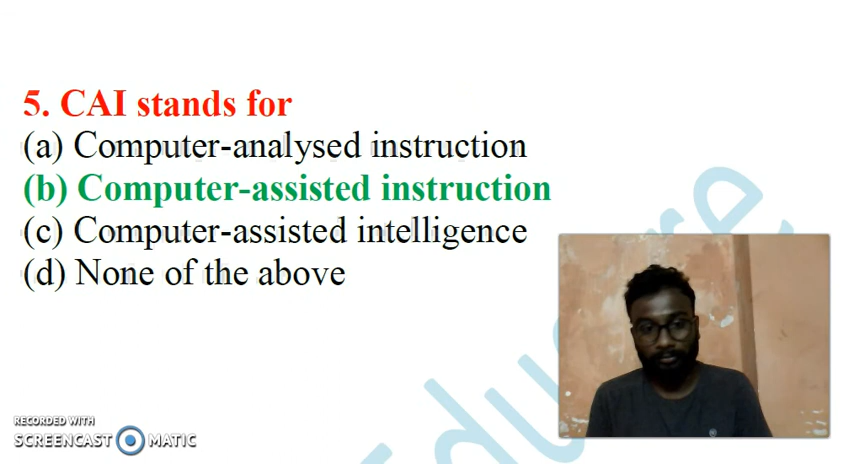 5. CAI stands for
(a) Computer-analysed instruction
(b) Computer-assisted instruction
(c) Computer-assisted intelligence
(d) None of the above
RECORDED WITH
SCREENCAST MATIC